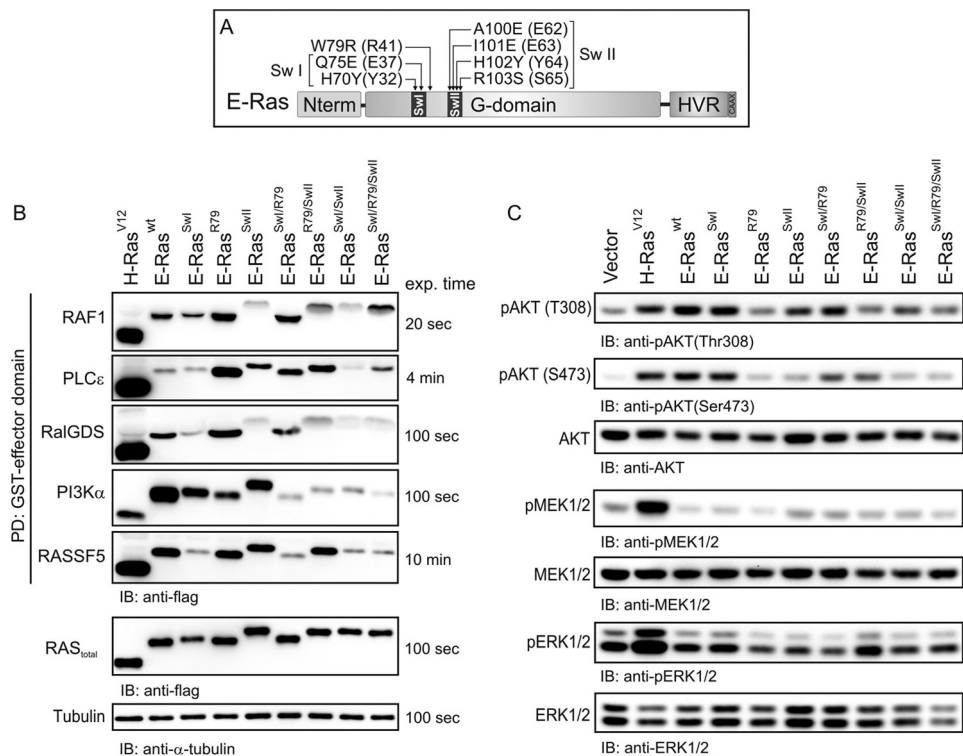 A
W79R (R41)
Sw I
Q75E (E37)
H70Y(Y32)
A100E (E62)
I101E (E63)
H102Y (Y64)
R103S (S65)
Sw II
E-Ras
Nterm
SwI
SwII
G-domain
HVR
CAAX
B
H-Ras V12
E-Ras wt
E-Ras SwI
E-Ras R79
E-Ras SwII
E-Ras SwI/R79
E-Ras R79/SwII
E-Ras SwI/SwII
E-Ras SwI/R79/SwII
exp. time
PD: GST-effector domain
RAF1
20 sec
PLCε
4 min
RalGDS
100 sec
PI3Kα
100 sec
RASSF5
10 min
IB: anti-flag
RAS total
100 sec
IB: anti-flag
Tubulin
100 sec
IB: anti-α-tubulin
C
Vector
H-Ras V12
E-Ras wt
E-Ras SwI
E-Ras R79
E-Ras SwII
E-Ras SwI/R79
E-Ras R79/SwII
E-Ras SwI/SwII
E-Ras SwI/R79/SwII
pAKT (T308)
IB: anti-pAKT(Thr308)
pAKT (S473)
IB: anti-pAKT(Ser473)
AKT
IB: anti-AKT
pMEK1/2
IB: anti-pMEK1/2
MEK1/2
IB: anti-MEK1/2
pERK1/2
IB: anti-pERK1/2
ERK1/2
IB: anti-ERK1/2